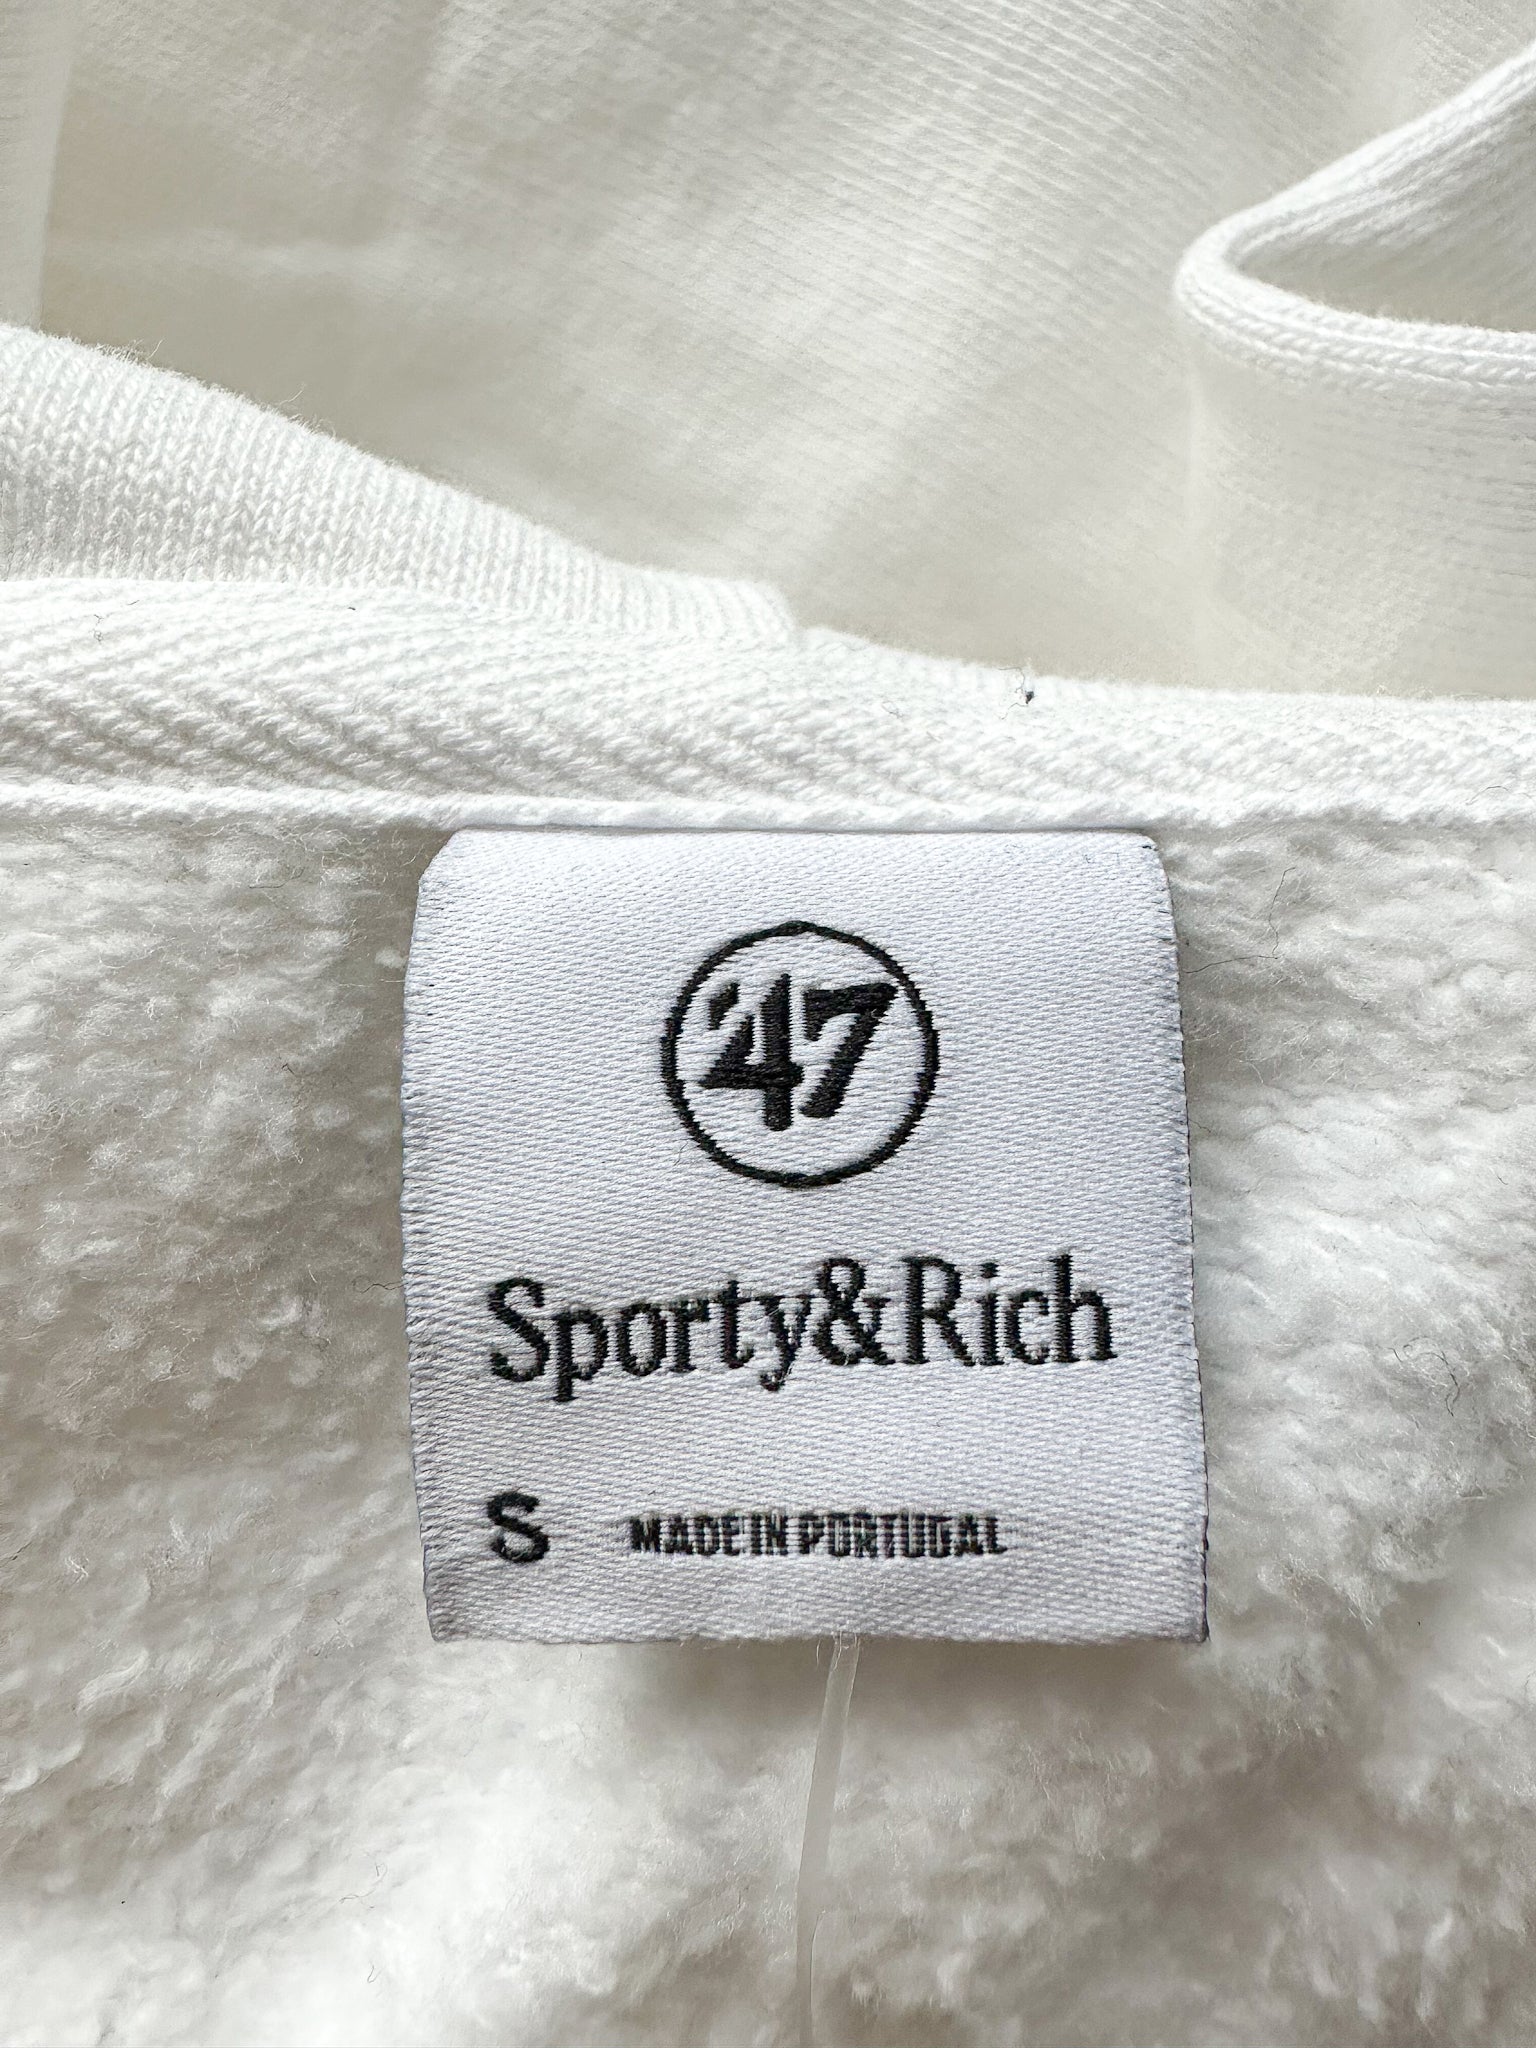 '47
Sporty&Rich
S MADE IN PORTUGAL